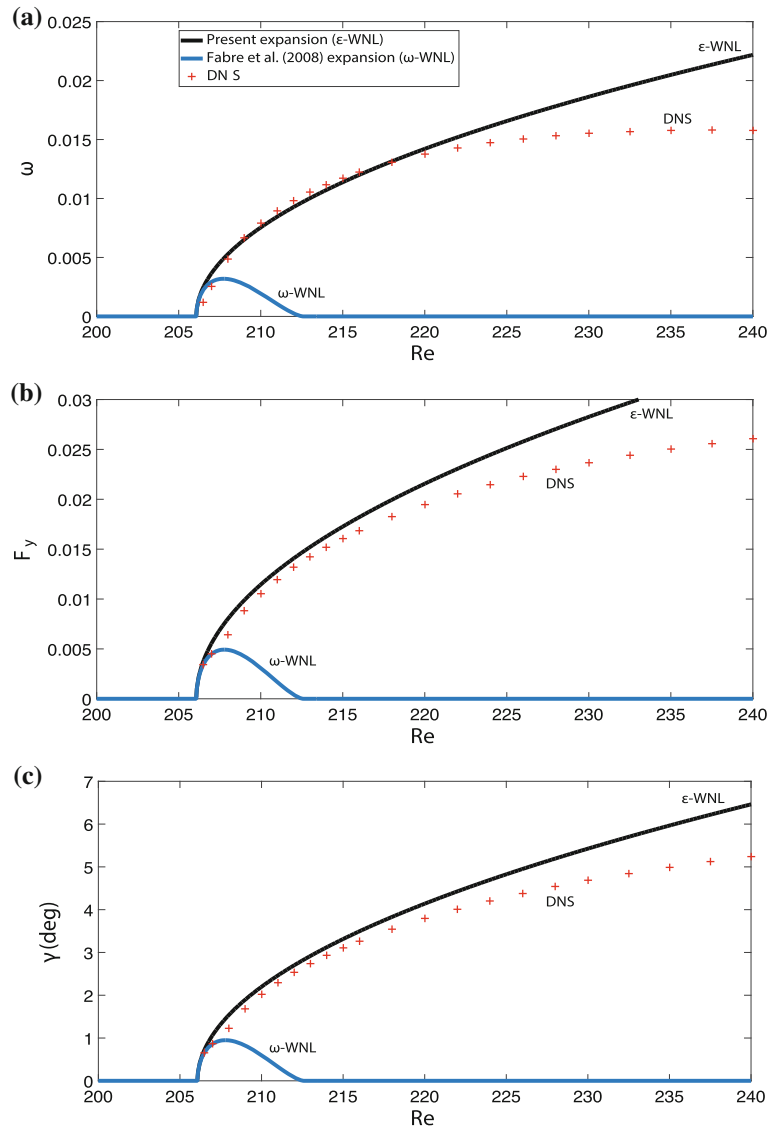 (a)
0.025
0.02
0.015
0.01
0.005
0
ω
Present expansion (ε-WNL)
Fabre et al. (2008) expansion (ω-WNL)
DN S
ε-WNL
DNS
ω-WNL
200 205 210 215 220 225 230 235 240
Re
(b)
0.03
0.025
0.02
0.015
0.01
0.005
0
F y
ε-WNL
DNS
ω-WNL
200 205 210 215 220 225 230 235 240
Re
(c)
7
6
5
4
3
2
1
0
γ (deg)
ε-WNL
DNS
ω-WNL
200 205 210 215 220 225 230 235 240
Re